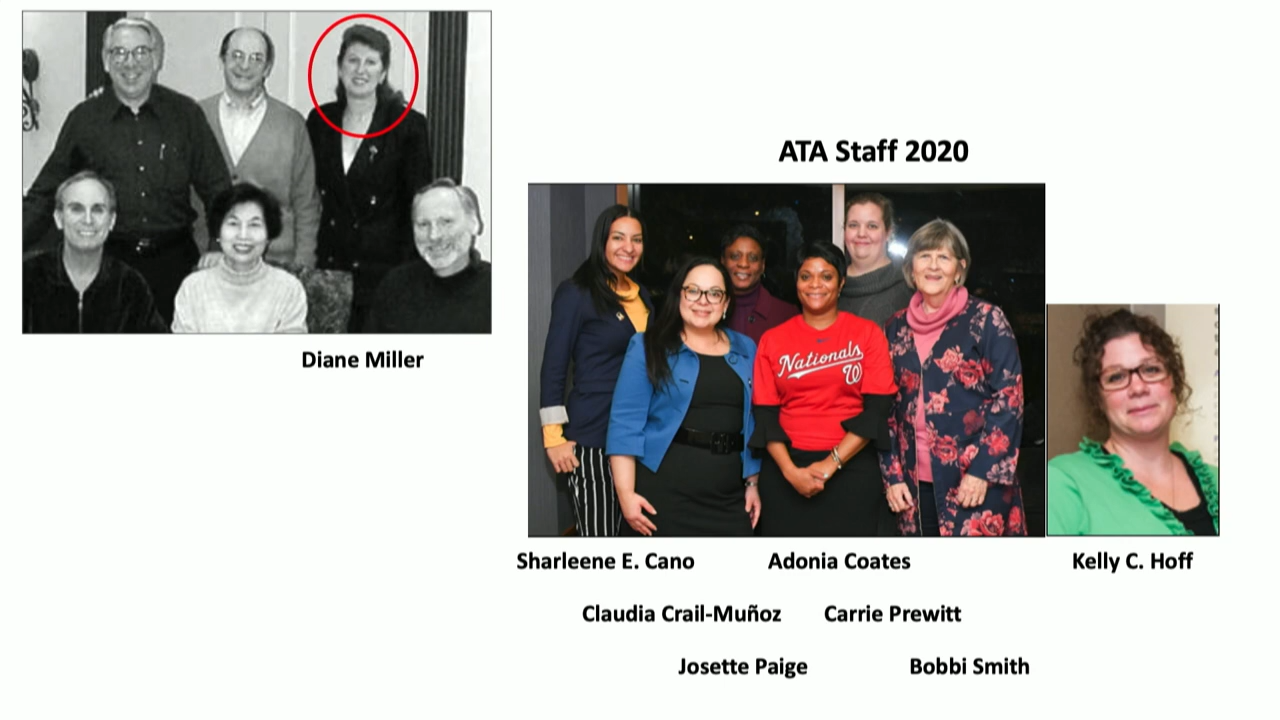 Diane Miller
ATA Staff 2020
Nationals
W
Sharleene E. Cano
Adonia Coates
Kelly C. Hoff
Claudia Crail-Muñoz
Carrie Prewitt
Josette Paige
Bobbi Smith